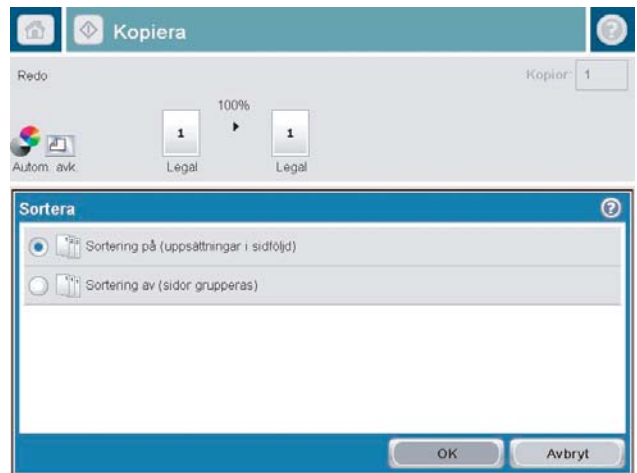 Kopiera
Redo
Kopior: 1
100%
1 1
Autom. avk. Legal Legal
Sortera
Sortering på (uppsättningar i sidföljd)
Sortering av (sidor grupperas)
OK Avbryt